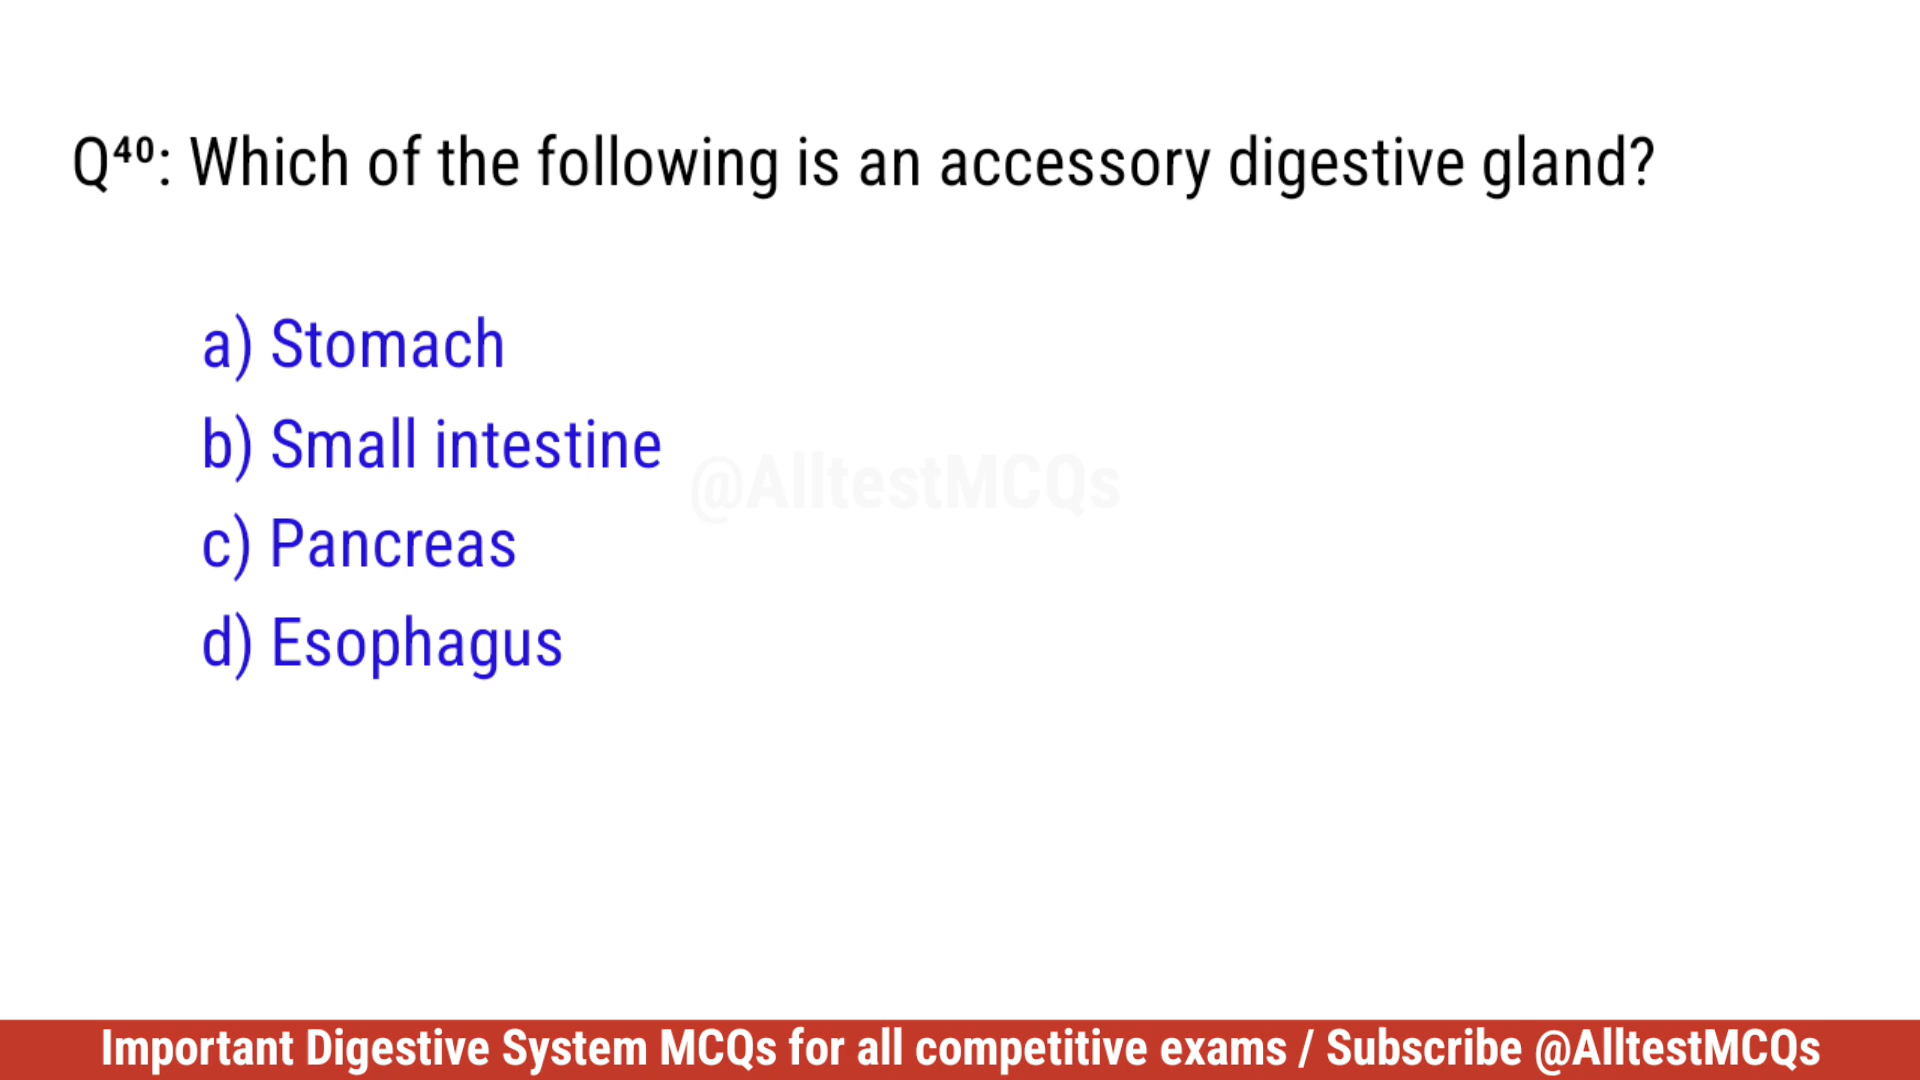 Q⁴⁰: Which of the following is an accessory digestive gland?
a) Stomach
b) Small intestine
@AlltestMCQs
c) Pancreas
d) Esophagus
Important Digestive System MCQs for all competitive exams / Subscribe @AlltestMCQs